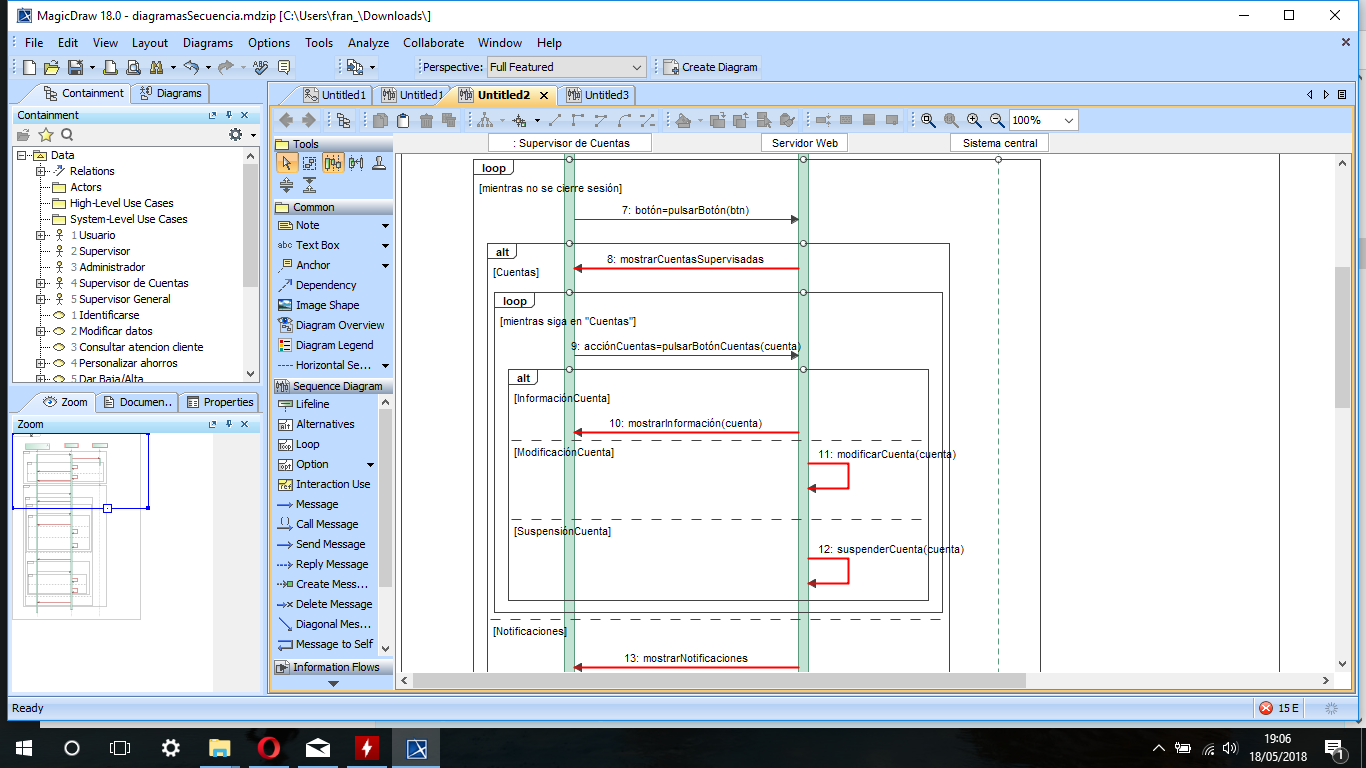 MagicDraw 18.0 - diagramasSecuencia.mdzip [C:\Users\fran_\Downloads\]
File Edit View Layout Diagrams Options Tools Analyze Collaborate Window Help
Perspective: Full Featured Create Diagram
Containment Diagrams
Containment
Data
Relations
Actors
High-Level Use Cases
System-Level Use Cases
1 Usuario
2 Supervisor
3 Administrador
4 Supervisor de Cuentas
5 Supervisor General
1 Identificarse
2 Modificar datos
3 Consultar atencion cliente
4 Personalizar ahorros
5 Dar Baja/Alta
Zoom Documen... Properties
Zoom
Untitled1 Untitled1 Untitled2 Untitled3
100%
Tools
Common
Note
abc Text Box
Anchor
Dependency
Image Shape
Diagram Overview
Diagram Legend
Horizontal Se...
Sequence Diagram
Lifeline
Alternatives
Loop
Option
Interaction Use
Message
Call Message
Send Message
Reply Message
Create Mess...
Delete Message
Diagonal Mes...
Message to Self
Information Flows
: Supervisor de Cuentas Servidor Web Sistema central
loop
[mientras no se cierre sesión]
7: botón=pulsarBotón(btn)
alt
8: mostrarCuentasSupervisadas
[Cuentas]
loop
[mientras siga en "Cuentas"]
9: acciónCuentas=pulsarBotónCuentas(cuenta)
alt
[InformaciónCuenta]
10: mostrarInformación(cuenta)
[ModificaciónCuenta]
11: modificarCuenta(cuenta)
[SuspensiónCuenta]
12: suspenderCuenta(cuenta)
[Notificaciones]
13: mostrarNotificaciones
Ready
15 E
19:06
18/05/2018
1